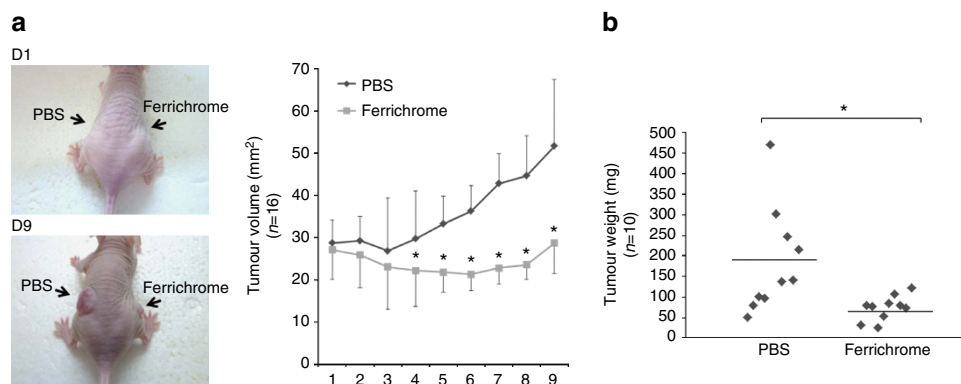 a
D1
PBS
Ferrichrome
D9
PBS
Ferrichrome
Tumour volume (mm2)
(n=16)
70
60
50
40
30
20
10
0
PBS
Ferrichrome
* * * * * *
1 2 3 4 5 6 7 8 9
b
*
Tumour weight (mg)
(n=10)
500
450
400
350
300
250
200
150
100
50
0
PBS Ferrichrome